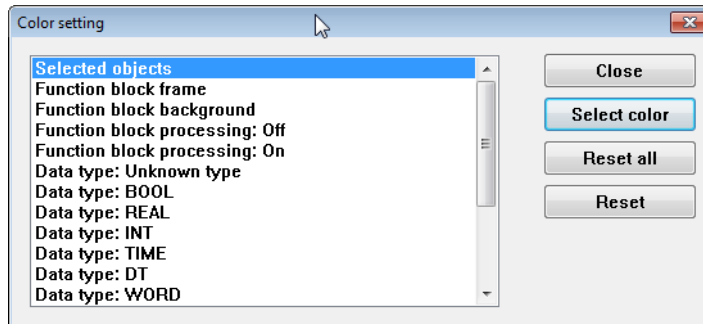 Color setting
Selected objects
Function block frame
Function block background
Function block processing: Off
Function block processing: On
Data type: Unknown type
Data type: BOOL
Data type: REAL
Data type: INT
Data type: TIME
Data type: DT
Data type: WORD
Close
Select color
Reset all
Reset